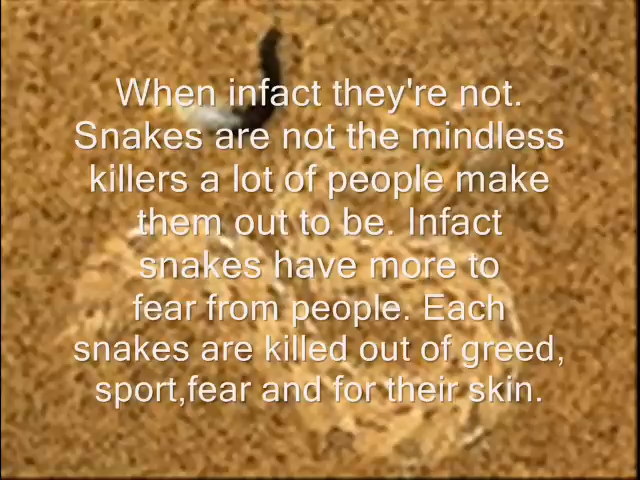 When infact they're not.
Snakes are not the mindless
killers a lot of people make
them out to be. Infact
snakes have more to
fear from people. Each
snakes are killed out of greed,
sport,fear and for their skin.